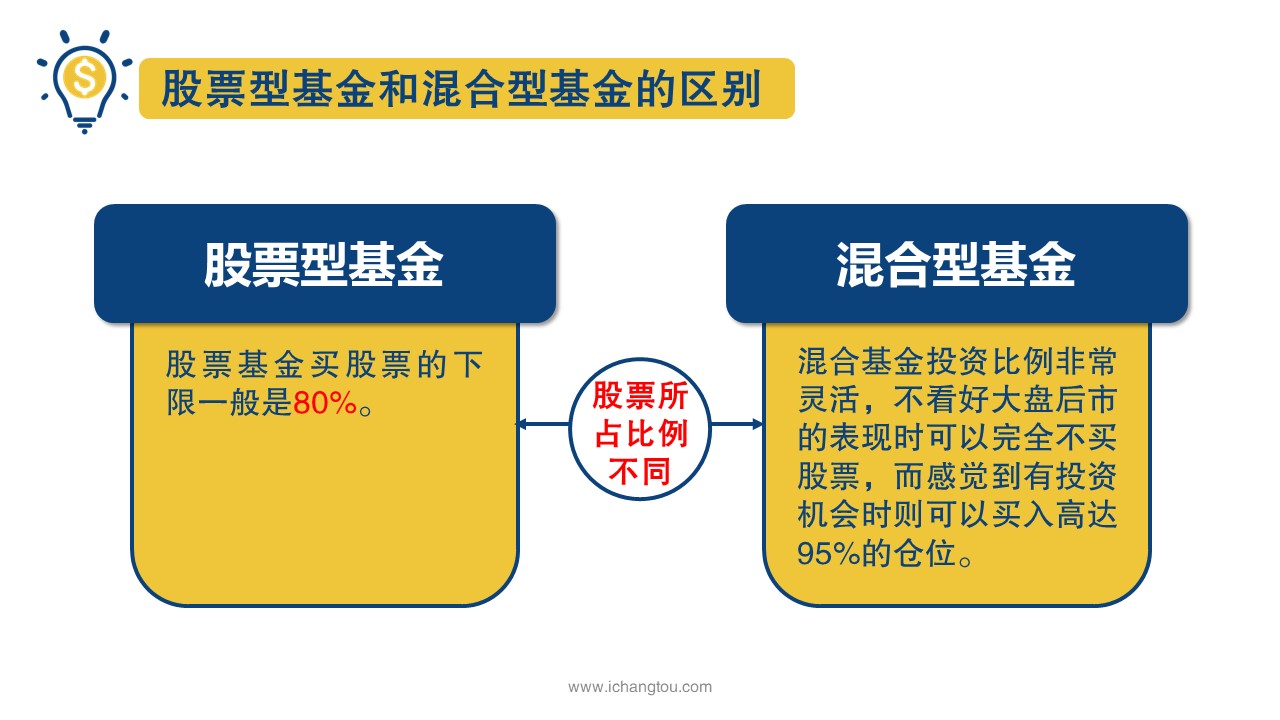 股票型基金和混合型基金的区别
股票型基金
混合型基金
股票基金买股票的下
限一般是80%。
股票所
占比例
不同
混合基金投资比例非常
灵活，不看好大盘后市
的表现时可以完全不买
股票，而感觉到有投资
机会时则可以买入高达
95%的仓位。
www.ichangtou.com